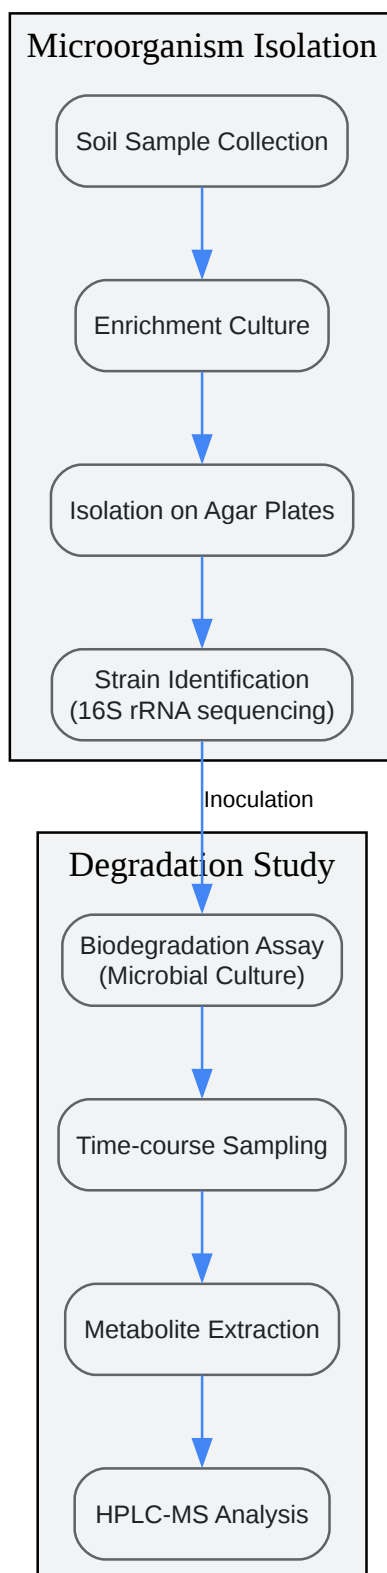 Microorganism Isolation
Soil Sample Collection
Enrichment Culture
Isolation on Agar Plates
Strain Identification
(16S rRNA sequencing)
Inoculation
Degradation Study
Biodegradation Assay
(Microbial Culture)
Time-course Sampling
Metabolite Extraction
HPLC-MS Analysis